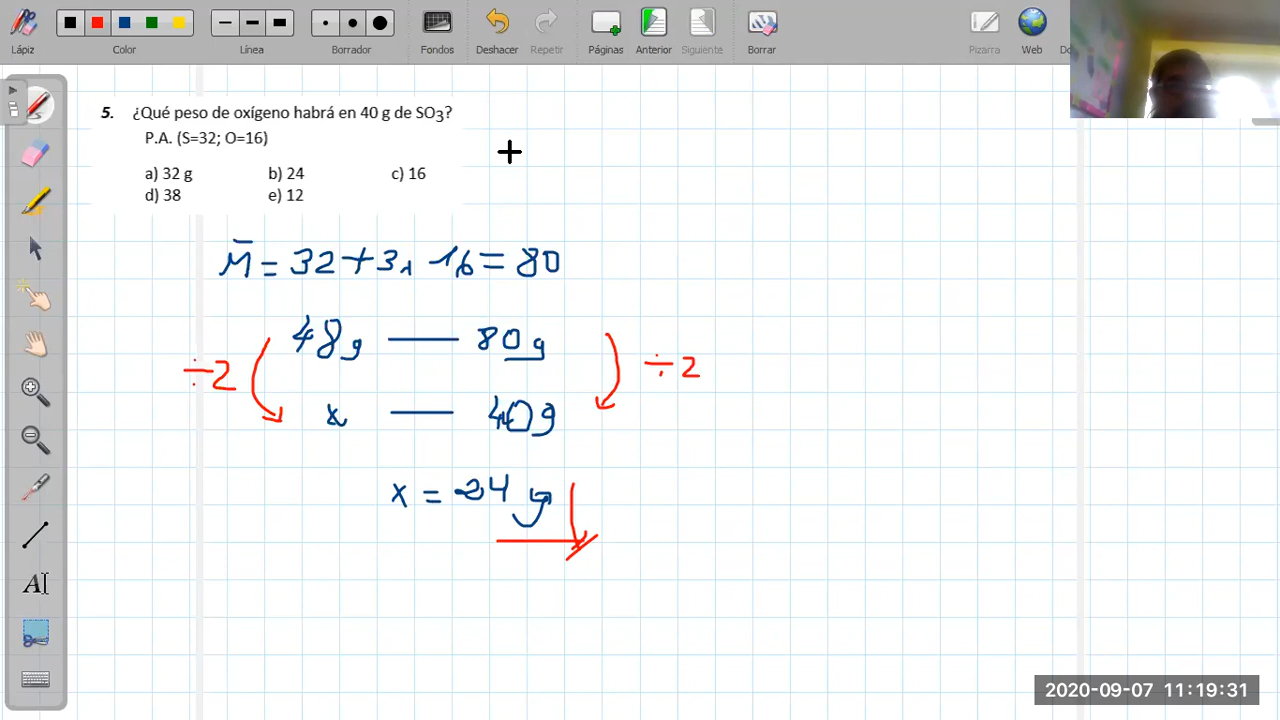 Lápiz Color Línea Borrador Fondos Deshacer Repetir Páginas Anterior Siguiente Borrar Pizarra Web
5. ¿Qué peso de oxígeno habrá en 40 g de SO3?
P.A. (S=32; O=16)
a) 32 g b) 24 c) 16
d) 38 e) 12
M̄ = 32 + 3x 16 = 80
48g — 80g
÷2 ÷2
x — 40g
x = 24 g
2020-09-07 11:19:31